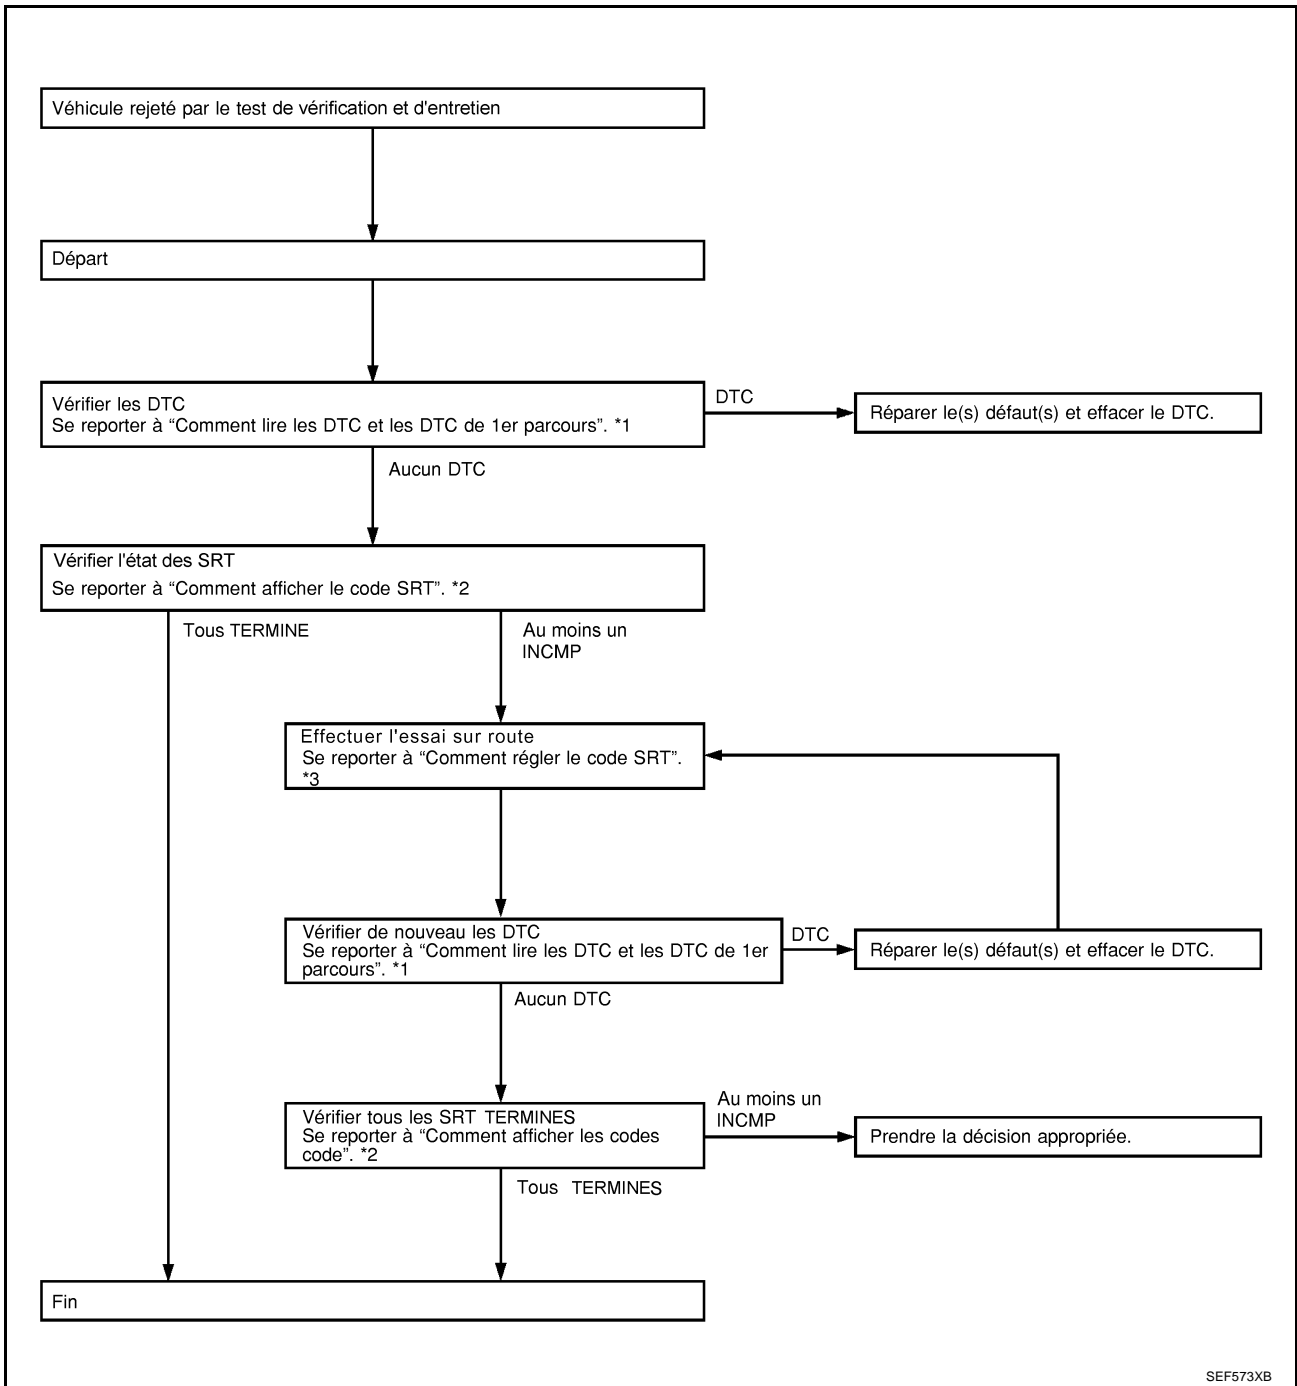 Véhicule rejeté par le test de vérification et d'entretien
Départ
Vérifier les DTC
Se reporter à “Comment lire les DTC et les DTC de 1er parcours”. *1
DTC
Réparer le(s) défaut(s) et effacer le DTC.
Aucun DTC
Vérifier l'état des SRT
Se reporter à “Comment afficher le code SRT”. *2
Tous TERMINE
Au moins un
INCMP
Effectuer l'essai sur route
Se reporter à “Comment régler le code SRT”.
*3
Vérifier de nouveau les DTC
Se reporter à “Comment lire les DTC et les DTC de 1er
parcours”. *1
DTC
Réparer le(s) défaut(s) et effacer le DTC.
Aucun DTC
Vérifier tous les SRT TERMINES
Se reporter à “Comment afficher les codes
code”. *2
Au moins un
INCMP
Prendre la décision appropriée.
Tous TERMINES
Fin
SEF573XB